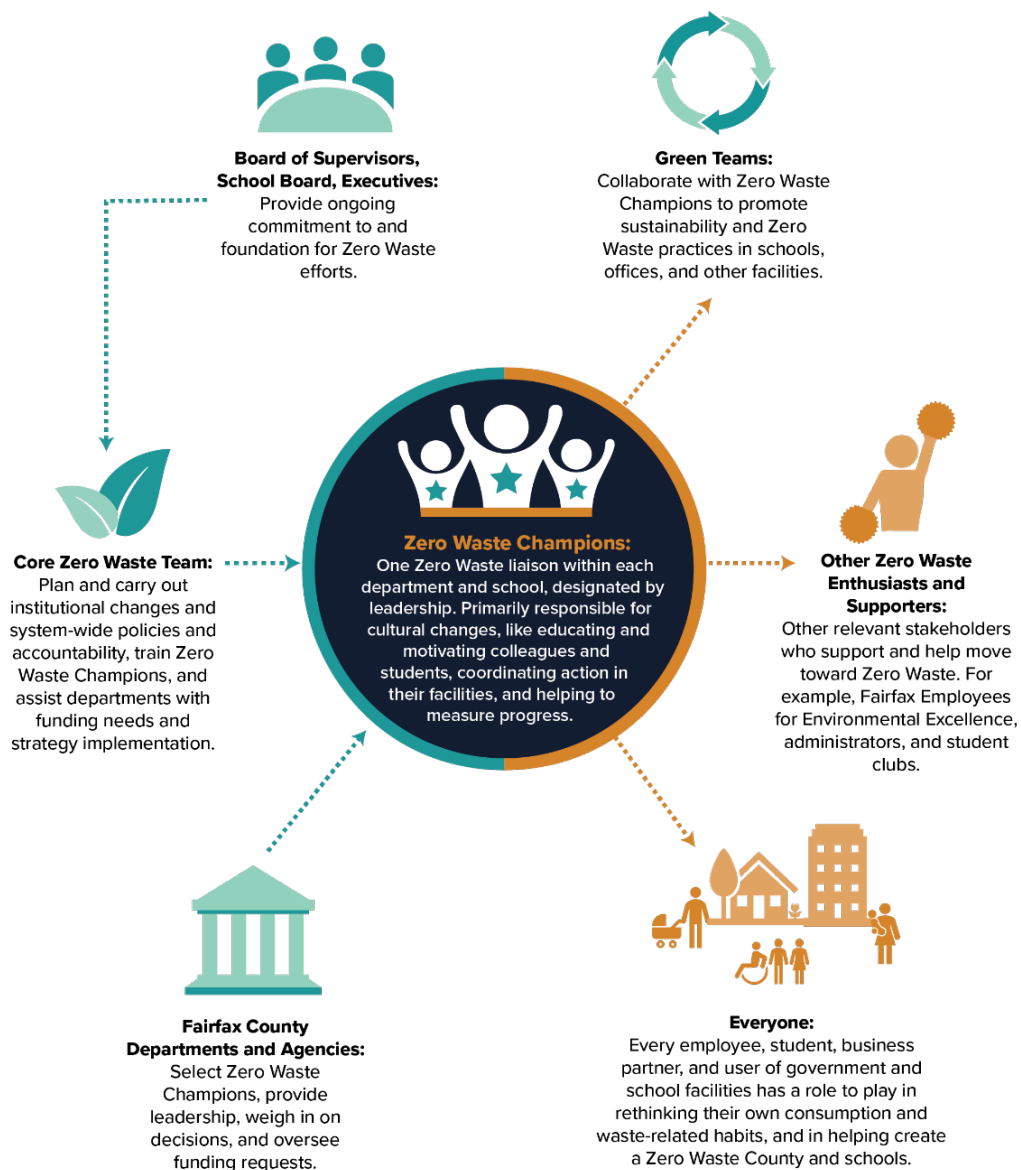 Board of Supervisors,
School Board, Executives:
Provide ongoing
commitment to and
foundation for Zero Waste
efforts.
Green Teams:
Collaborate with Zero Waste
Champions to promote
sustainability and Zero
Waste practices in schools,
offices, and other facilities.
Core Zero Waste Team:
Plan and carry out
institutional changes and
system-wide policies and
accountability, train Zero
Waste Champions, and
assist departments with
funding needs and
strategy implementation.
Zero Waste Champions:
One Zero Waste liaison within each
department and school, designated by
leadership. Primarily responsible for
cultural changes, like educating and
motivating colleagues and
students, coordinating action in
their facilities, and helping to
measure progress.
Other Zero Waste
Enthusiasts and
Supporters:
Other relevant stakeholders
who support and help move
toward Zero Waste. For
example, Fairfax Employees
for Environmental Excellence,
administrators, and student
clubs.
Fairfax County
Departments and Agencies:
Select Zero Waste
Champions, provide
leadership, weigh in on
decisions, and oversee
funding requests.
Everyone:
Every employee, student, business
partner, and user of government and
school facilities has a role to play in
rethinking their own consumption and
waste-related habits, and in helping create
a Zero Waste County and schools.